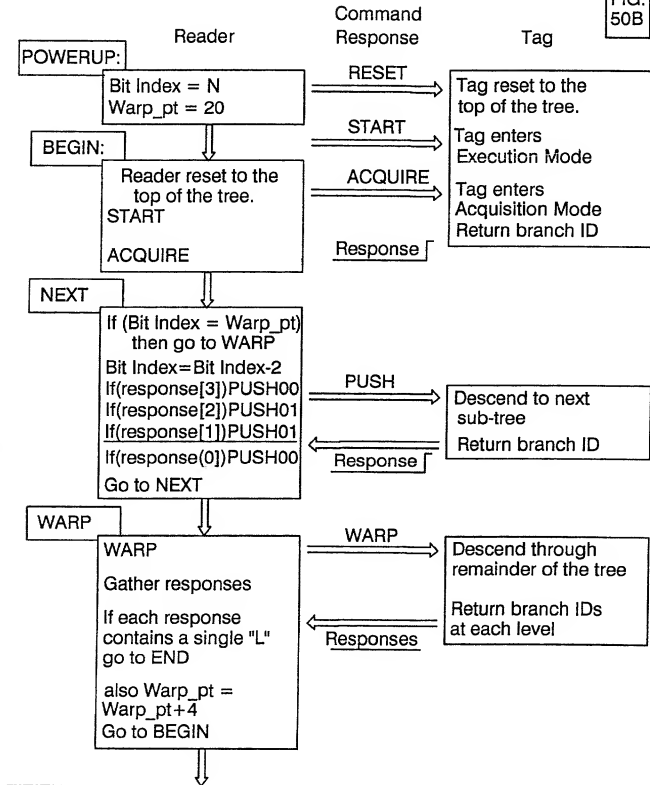 FIG.
50B
Command
Reader
Response
Tag
POWERUP:
Bit Index = N
Warp_pt = 20
RESET
Tag reset to the
top of the tree.
START
Tag enters
Execution Mode
BEGIN:
Reader reset to the
top of the tree.
START
ACQUIRE
ACQUIRE
Tag enters
Acquisition Mode
Return branch ID
Response
NEXT
If (Bit Index = Warp_pt)
then go to WARP
Bit Index=Bit Index-2
If(response[3])PUSH00
If(response[2])PUSH01
If(response[1])PUSH01
If(response(0])PUSH00
Go to NEXT
PUSH
Descend to next
sub-tree
Return branch ID
Response
WARP
WARP
Gather responses
If each response
contains a single "L"
go to END
also Warp_pt =
Warp_pt+4
Go to BEGIN
WARP
Descend through
remainder of the tree
Return branch IDs
at each level
Responses